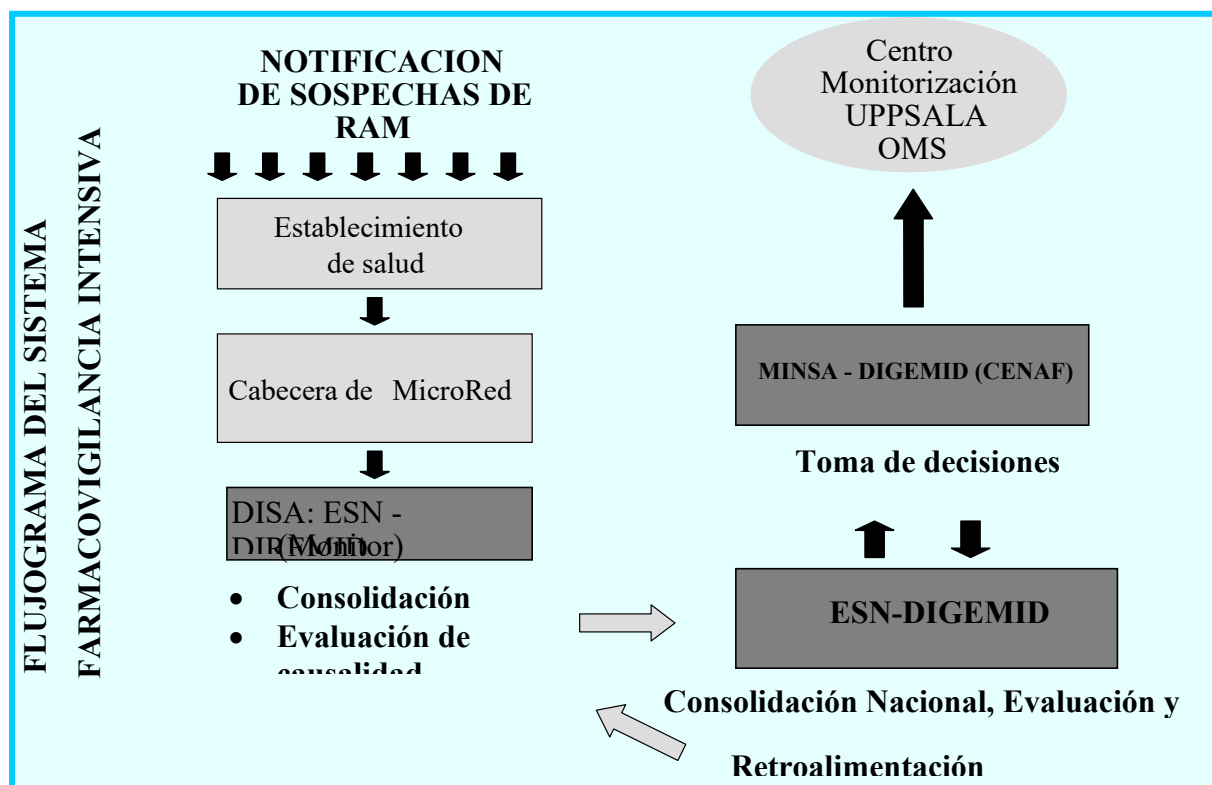 FLUJOGRAMA DEL SISTEMA
FARMACOVIGILANCIA INTENSIVA
NOTIFICACION
DE SOSPECHAS DE
RAM
Establecimiento
de salud
Cabecera de MicroRed
DISA: ESN -
DIREMID
(Monitor)
• Consolidación
• Evaluación de
causalidad
Centro
Monitorización
UPPSALA
OMS
MINSA - DIGEMID (CENAF)
Toma de decisiones
ESN-DIGEMID
Consolidación Nacional, Evaluación y
Retroalimentación